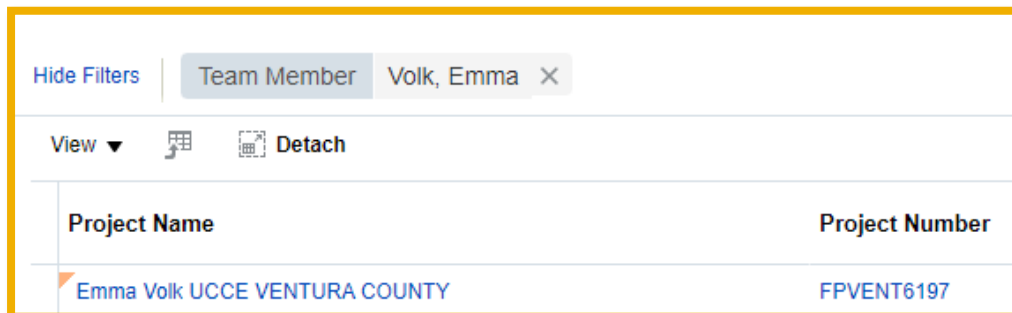 Hide Filters Team Member Volk, Emma ×
View ▼ Detach
Project Name Project Number
Emma Volk UCCE VENTURA COUNTY FPVENT6197